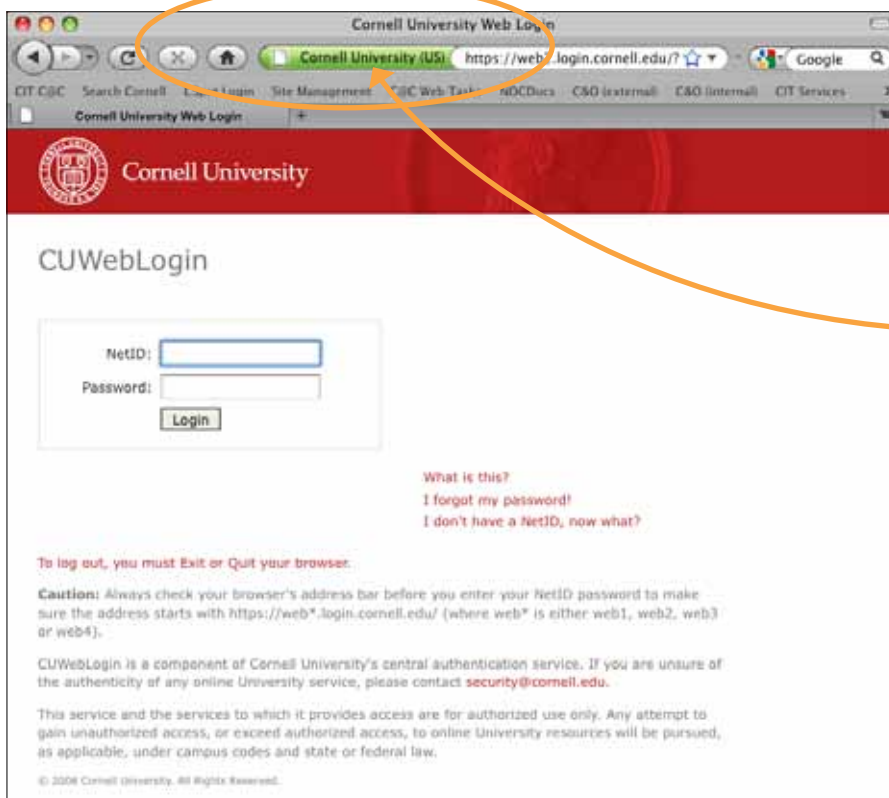 Cornell University Web Login
Cornell University (US) https://web .login.cornell.edu/? Google
CIT C@C Search Cornell Login Site Management C@C Web Tasks NOCDocs C&O (external) C&O (internal) CIT Services
Cornell University Web Login +
Cornell University
CUWebLogin
NetID:
Password:
Login
What is this?
I forgot my password!
I don't have a NetID, now what?
To log out, you must Exit or Quit your browser.
Caution: Always check your browser's address bar before you enter your NetID password to make
sure the address starts with https://web*.login.cornell.edu/ (where web* is either web1, web2, web3
or web4).
CUWebLogin is a component of Cornell University's central authentication service. If you are unsure of
the authenticity of any online University service, please contact security@cornell.edu.
This service and the services to which it provides access are for authorized use only. Any attempt to
gain unauthorized access, or exceed authorized access, to online University resources will be pursued,
as applicable, under campus codes and state or federal law.
© 2008 Cornell University. All Rights Reserved.